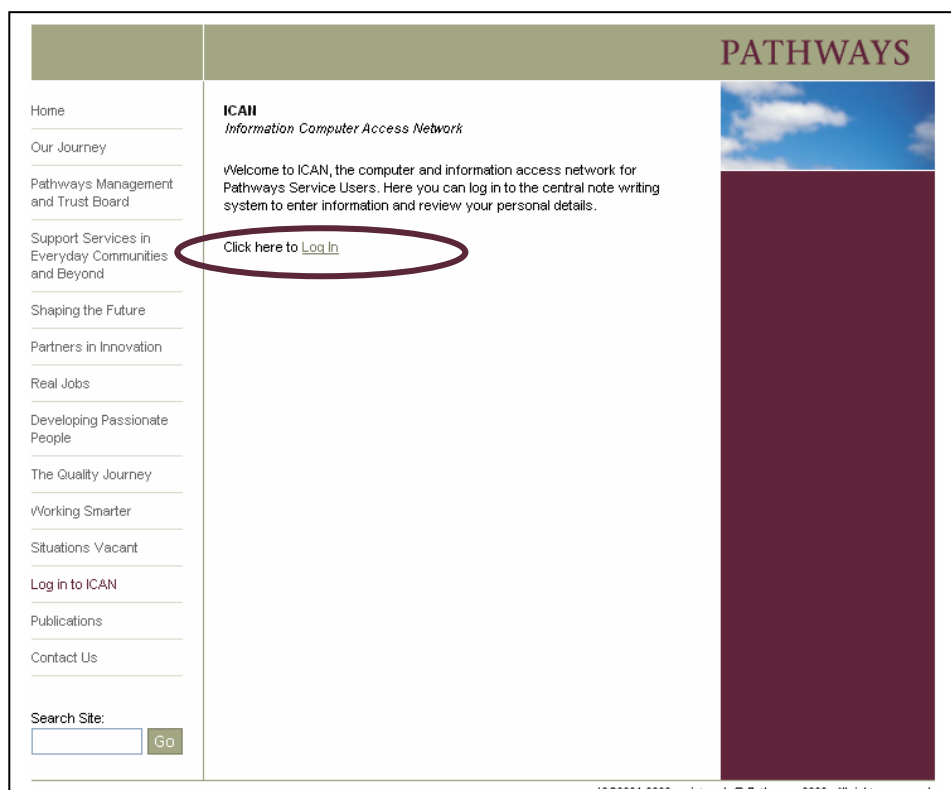 PATHWAYS
Home
Our Journey
Pathways Management
and Trust Board
Support Services in
Everyday Communities
and Beyond
Shaping the Future
Partners in Innovation
Real Jobs
Developing Passionate
People
The Quality Journey
Working Smarter
Situations Vacant
Log in to ICAN
Publications
Contact Us
Search Site:
Go
ICAN
Information Computer Access Network
Welcome to ICAN, the computer and information access network for
Pathways Service Users. Here you can log in to the central note writing
system to enter information and review your personal details.
Click here to Log In